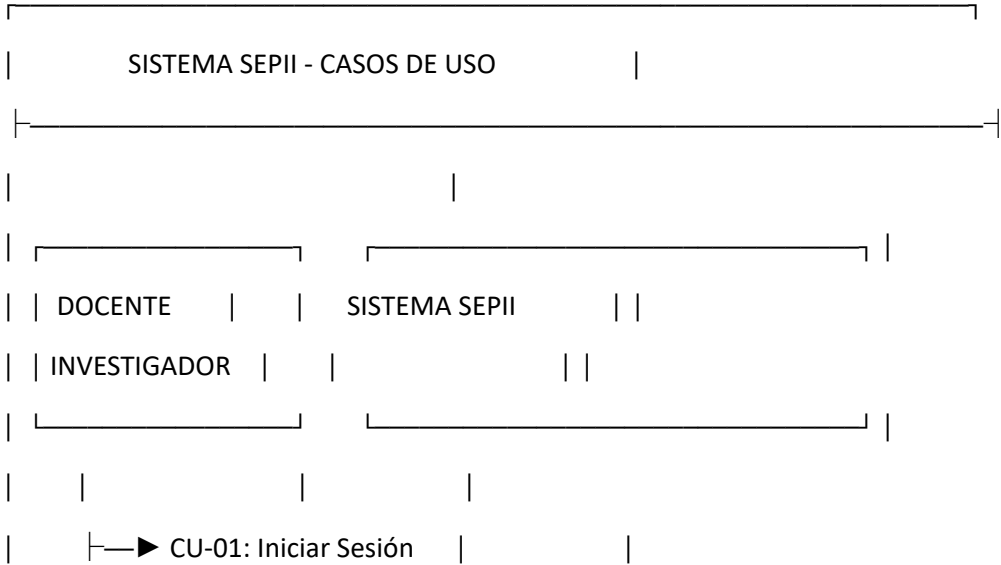 SISTEMA SEPII - CASOS DE USO
DOCENTE SISTEMA SEPII
INVESTIGADOR
CU-01: Iniciar Sesión